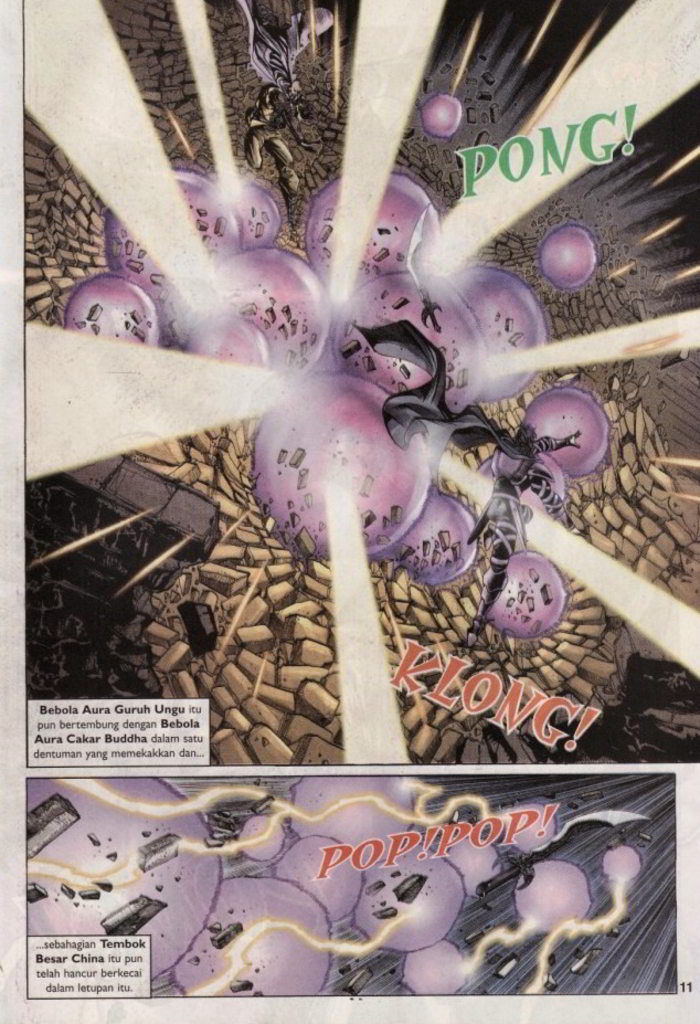 PONG!
KLONG!
Bebola Aura Guruh Ungu itu
pun bertembung dengan Bebola
Aura Cakar Buddha dalam satu
dentuman yang memekakkan dan...
POP!POP!
...sebahagian Tembok
Besar China itu pun
telah hancur berkecai
dalam letupan itu.
11